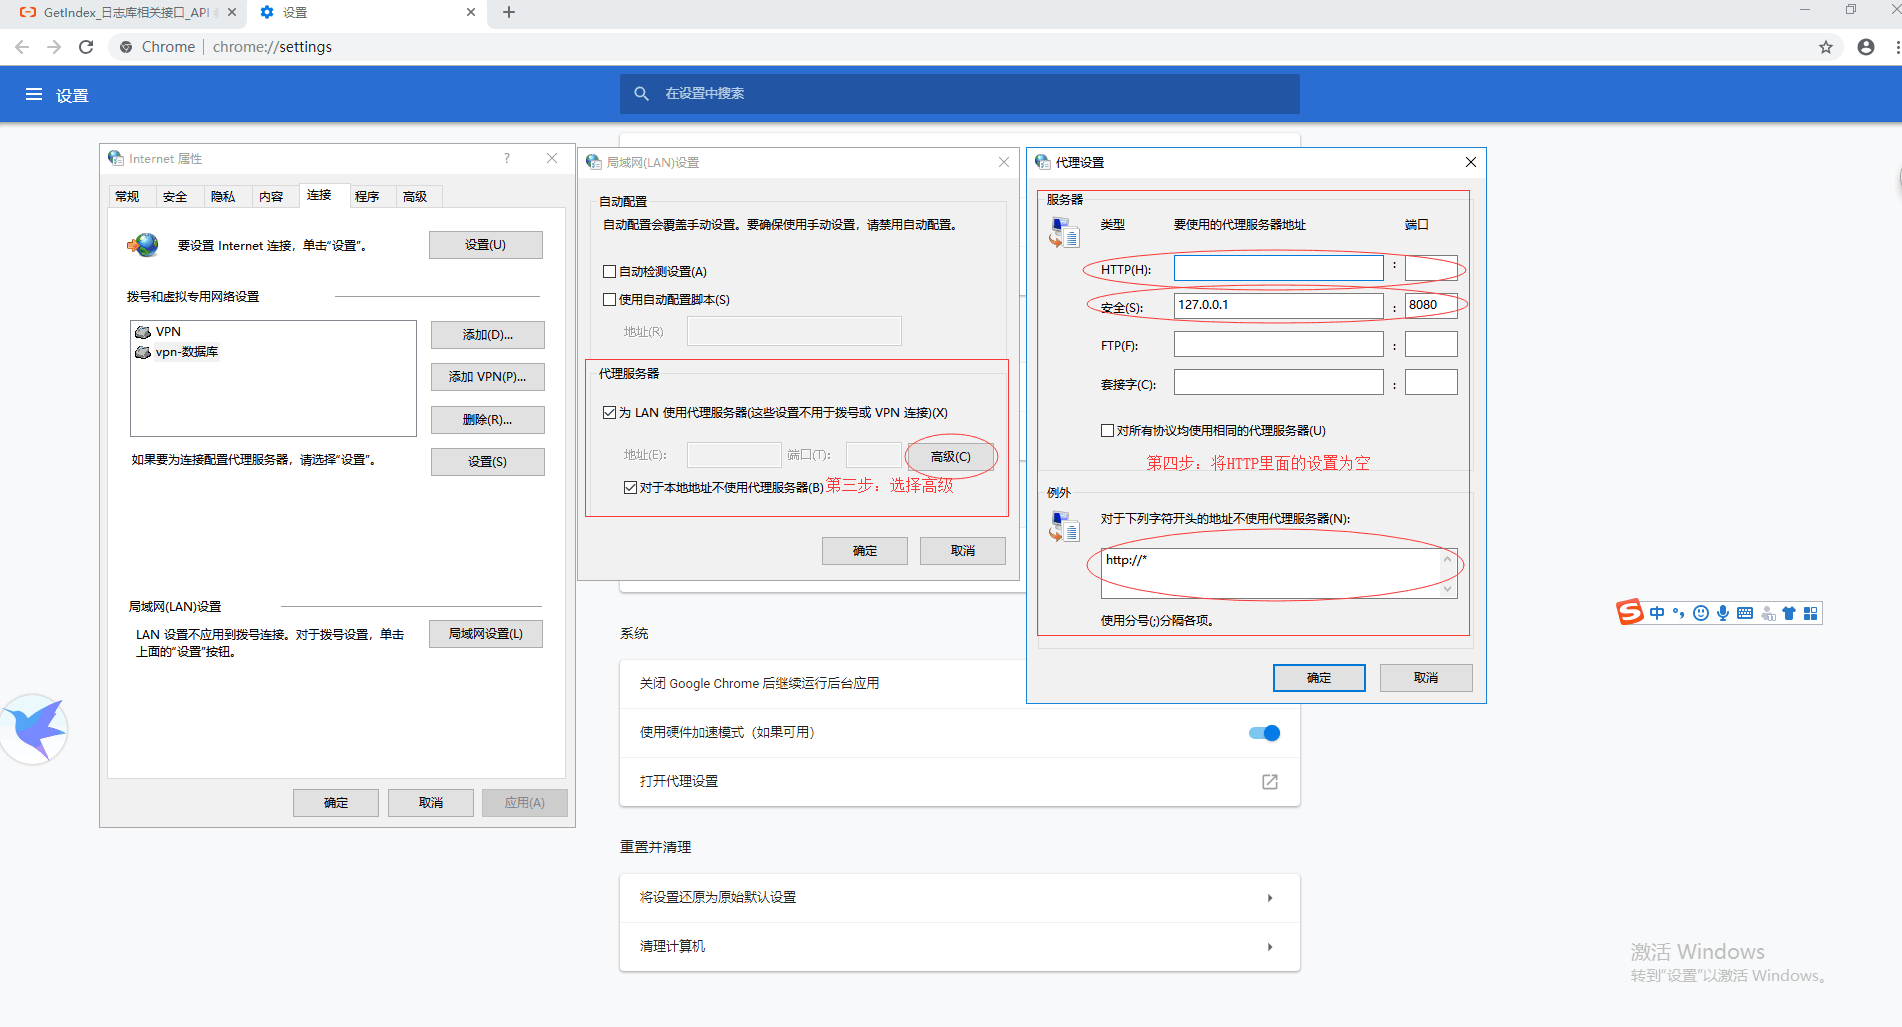 GetIndex_日志库相关接口_API
设置
Chrome | chrome://settings
设置
在设置中搜索
Internet 属性
?
常规 安全 隐私 内容 连接 程序 高级
要设置 Internet 连接，单击“设置”。
设置(U)
拨号和虚拟专用网络设置
VPN
vpn-数据库
添加(D)...
添加 VPN(P)...
删除(R)...
如果要为连接配置代理服务器，请选择“设置”。
设置(S)
局域网(LAN)设置
LAN 设置不应用到拨号连接。对于拨号设置，单击
上面的“设置”按钮。
局域网设置(L)
确定 取消 应用(A)
局域网(LAN)设置
自动配置
自动配置会覆盖手动设置。要确保使用手动设置，请禁用自动配置。
自动检测设置(A)
使用自动配置脚本(S)
地址(R)
代理服务器
为 LAN 使用代理服务器(这些设置不用于拨号或 VPN 连接)(X)
地址(E): 端口(T): 高级(C)
对于本地地址不使用代理服务器(B)
第三步：选择高级
确定 取消
代理设置
服务器
类型 要使用的代理服务器地址 端口
HTTP(H): :
安全(S): 127.0.0.1 : 8080
FTP(F): :
套接字(C): :
对所有协议均使用相同的代理服务器(U)
第四步：将HTTP里面的设置为空
例外
对于下列字符开头的地址不使用代理服务器(N):
http://*
使用分号(;)分隔各项。
确定 取消
系统
关闭 Google Chrome 后继续运行后台应用
使用硬件加速模式（如果可用）
打开代理设置
重置并清理
将设置还原为原始默认设置
清理计算机
S 中
激活 Windows
转到“设置”以激活 Windows。